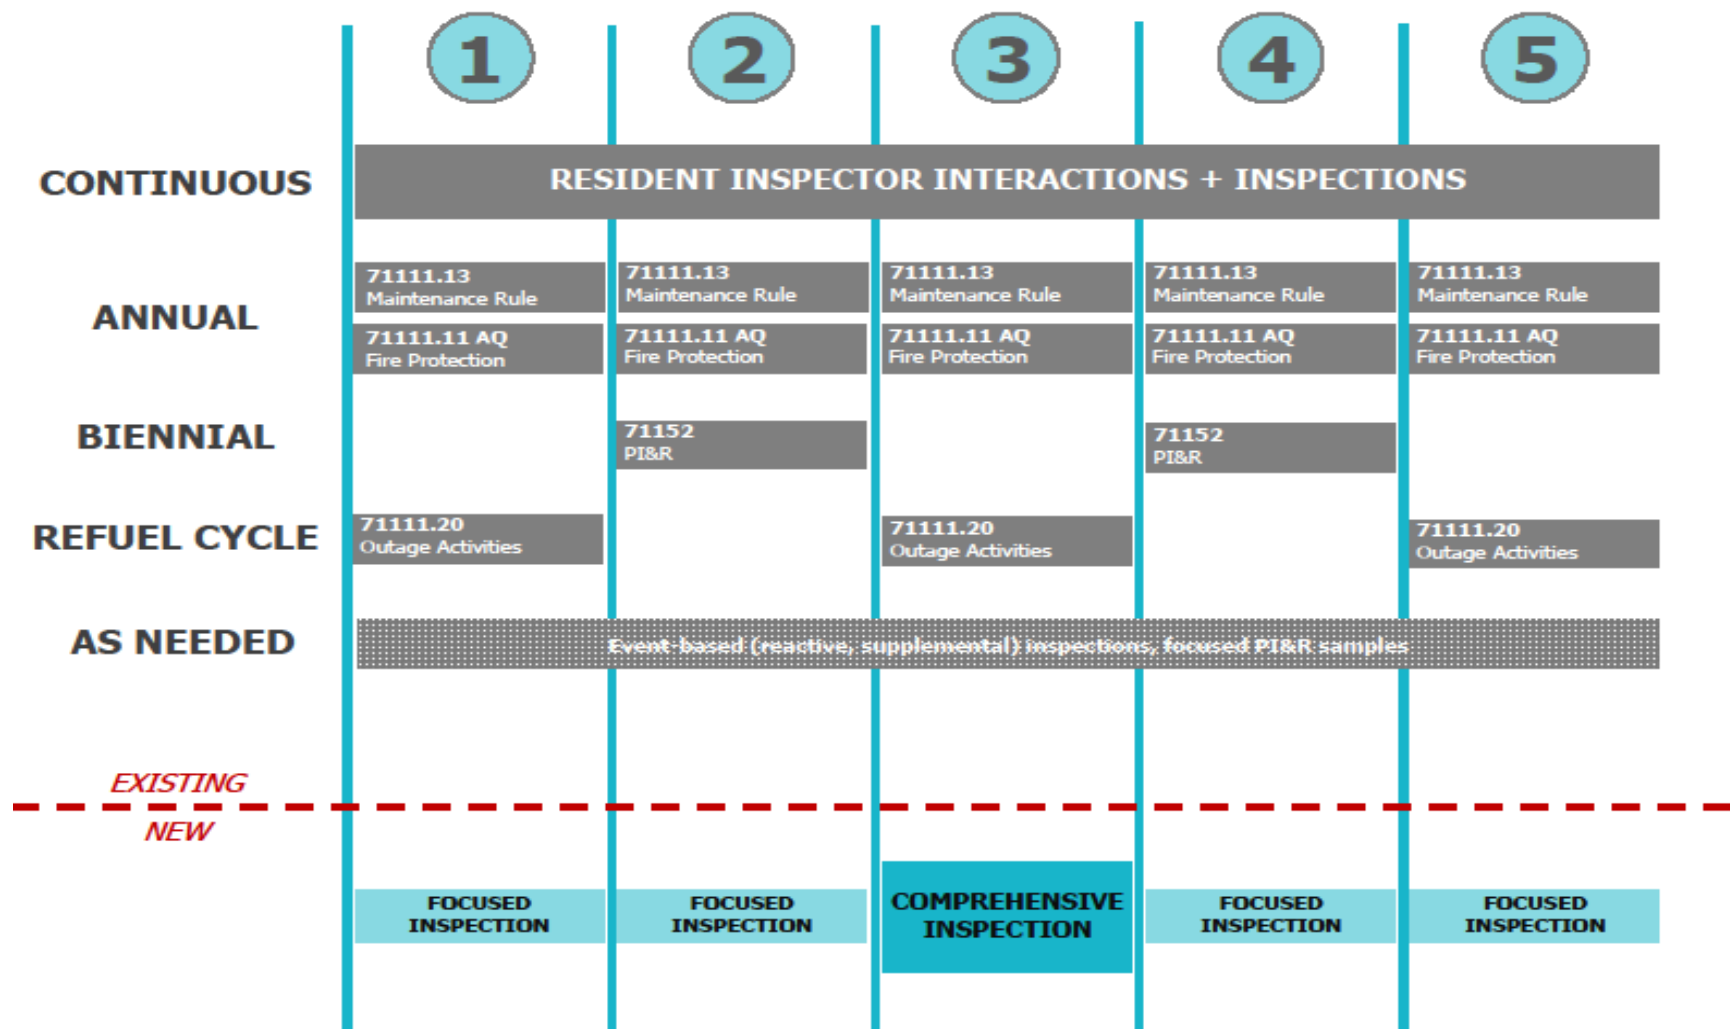 1 2 3 4 5
CONTINUOUS
RESIDENT INSPECTOR INTERACTIONS + INSPECTIONS
ANNUAL
71111.13 71111.13 71111.13 71111.13 71111.13
Maintenance Rule Maintenance Rule Maintenance Rule Maintenance Rule Maintenance Rule
71111.11 AQ 71111.11 AQ 71111.11 AQ 71111.11 AQ 71111.11 AQ
Fire Protection Fire Protection Fire Protection Fire Protection Fire Protection
BIENNIAL
71152 71152
PI&R PI&R
REFUEL CYCLE
71111.20 71111.20 71111.20
Outage Activities Outage Activities Outage Activities
AS NEEDED
Event-based (reactive, supplemental) inspections, focused PI&R samples
EXISTING
NEW
FOCUSED FOCUSED COMPREHENSIVE FOCUSED FOCUSED
INSPECTION INSPECTION INSPECTION INSPECTION INSPECTION